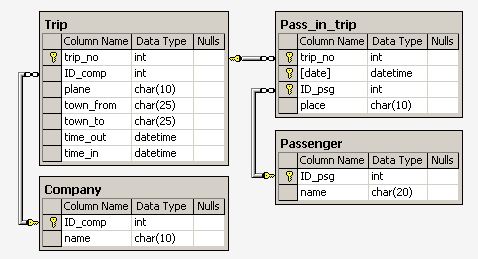 Trip
Column Name Data Type Nulls
trip_no int
ID_comp int
plane char(10)
town_from char(25)
town_to char(25)
time_out datetime
time_in datetime
Pass_in_trip
Column Name Data Type Nulls
trip_no int
[date] datetime
ID_psg int
place char(10)
Passenger
Column Name Data Type Nulls
ID_psg int
name char(20)
Company
Column Name Data Type Nulls
ID_comp int
name char(10)